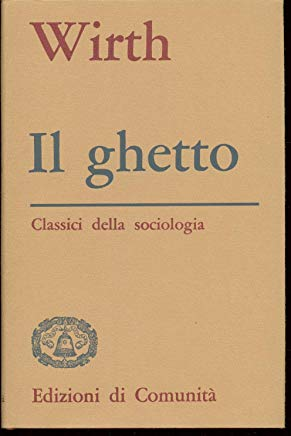 Wirth
Il ghetto
Classici della sociologia
Edizioni di Comunità